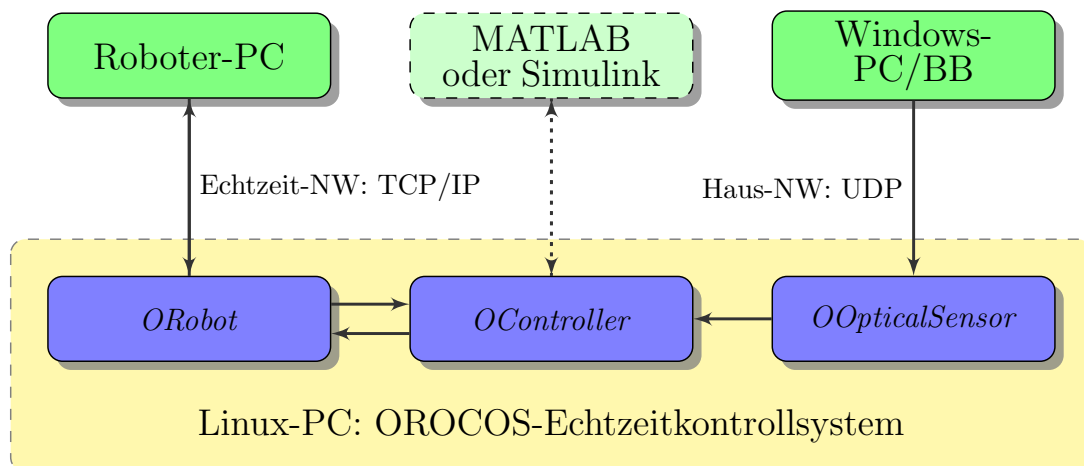 Roboter-PC
MATLAB
oder Simulink
Windows-
PC/BB
Echtzeit-NW: TCP/IP
Haus-NW: UDP
ORobot
OController
OOpticalSensor
Linux-PC: OROCOS-Echtzeitkontrollsystem